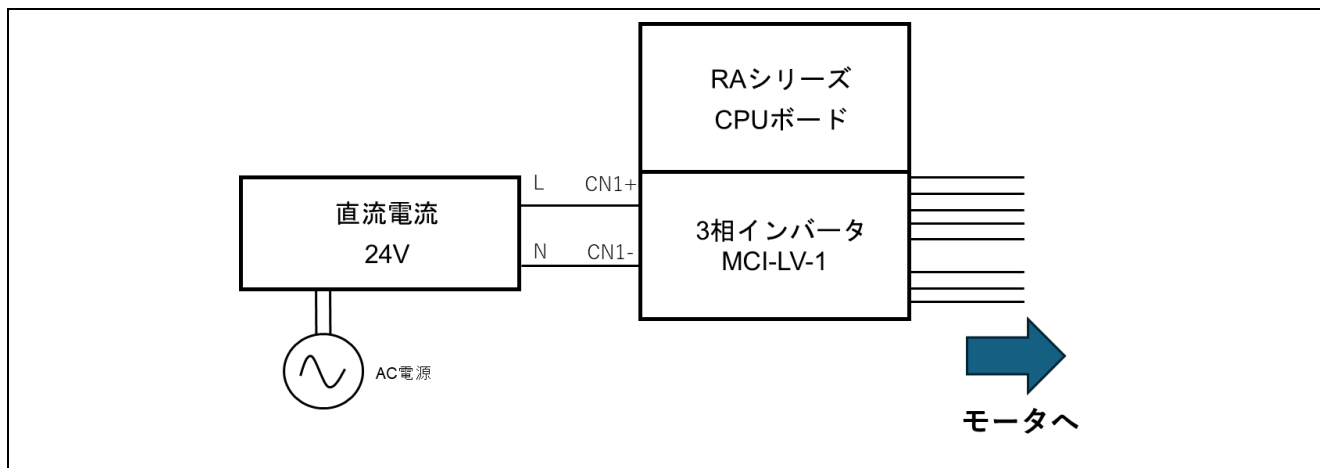 RAシリーズ
CPUボード
L
CN1+
直流電流
24V
3相インバータ
MCI-LV-1
N
CN1-
AC電源
モータへ